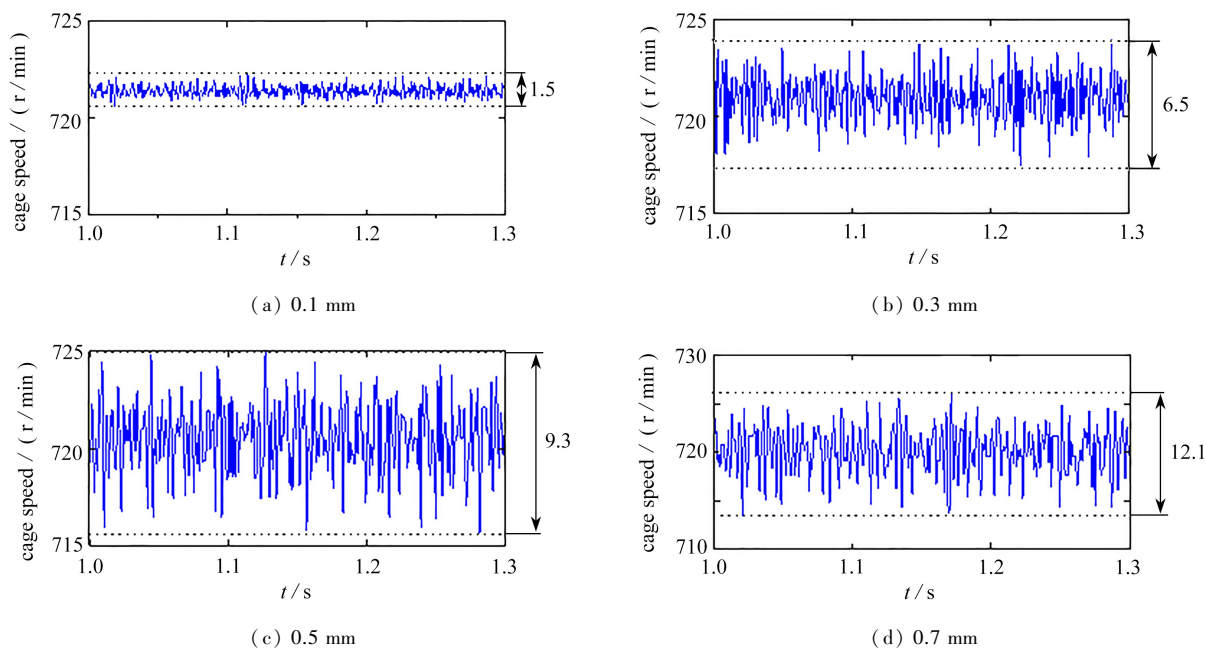 725
720
715
cage speed / ( r / min )
1.5
1.0
1.1
1.2
1.3
t / s
( a ) 0.1 mm
725
720
715
cage speed / ( r / min )
6.5
1.0
1.1
1.2
1.3
t / s
( b ) 0.3 mm
725
720
715
cage speed / ( r / min )
9.3
1.0
1.1
1.2
1.3
t / s
( c ) 0.5 mm
730
720
710
cage speed / ( r / min )
12.1
1.0
1.1
1.2
1.3
t / s
( d ) 0.7 mm